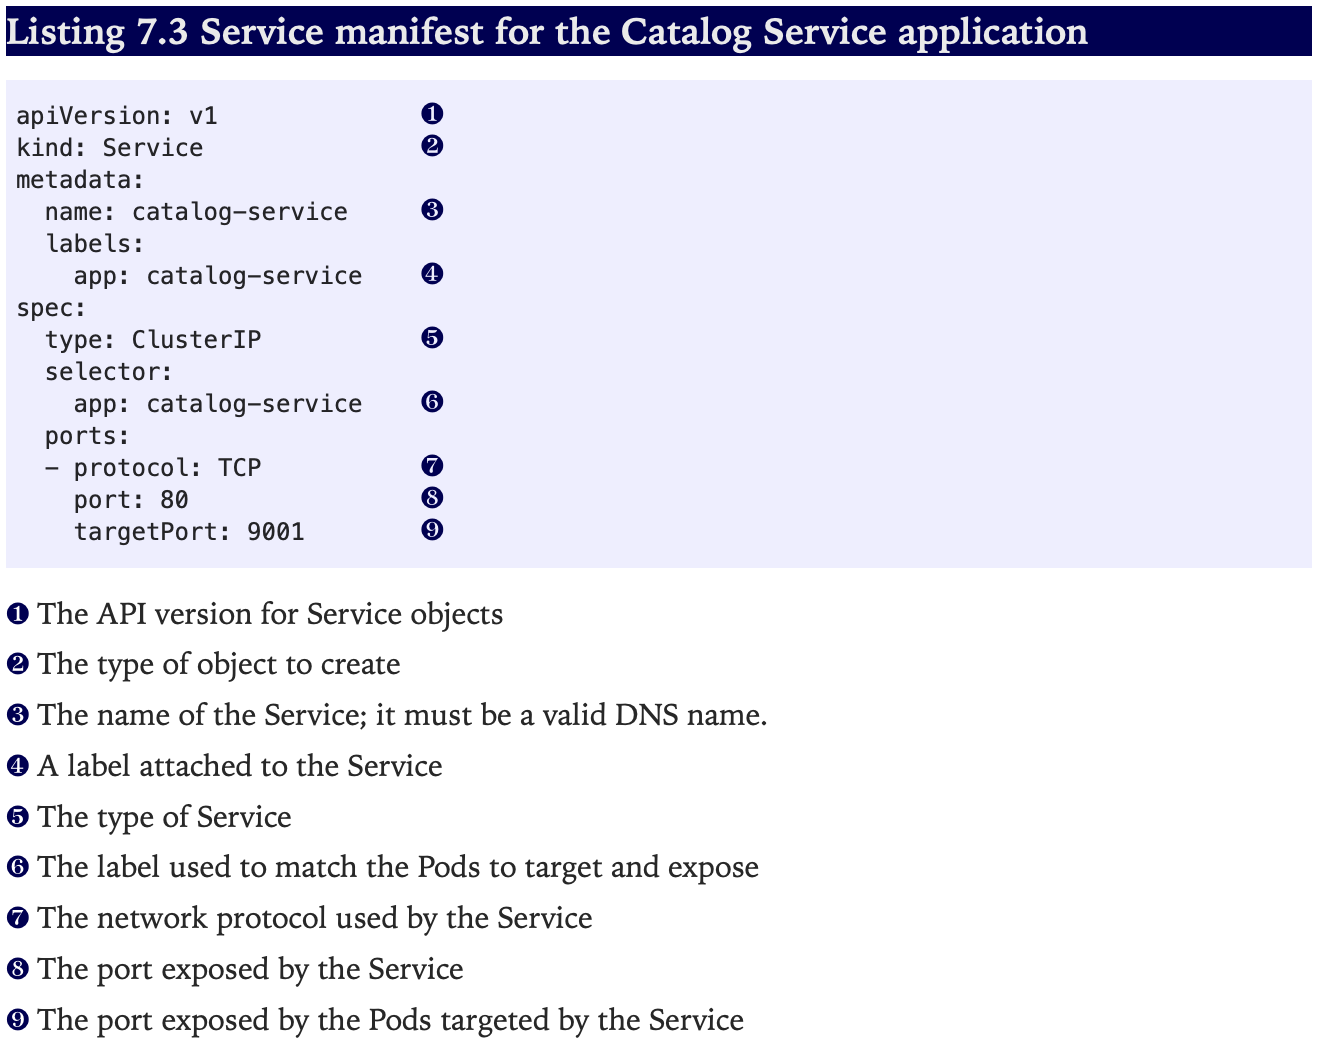 Listing 7.3 Service manifest for the Catalog Service application
apiVersion: v1 ❶
kind: Service ❷
metadata:
  name: catalog-service ❸
  labels:
    app: catalog-service ❹
spec:
  type: ClusterIP ❺
  selector:
    app: catalog-service ❻
  ports:
  - protocol: TCP ❼
    port: 80 ❽
    targetPort: 9001 ❾
❶ The API version for Service objects
❷ The type of object to create
❸ The name of the Service; it must be a valid DNS name.
❹ A label attached to the Service
❺ The type of Service
❻ The label used to match the Pods to target and expose
❼ The network protocol used by the Service
❽ The port exposed by the Service
❾ The port exposed by the Pods targeted by the Service